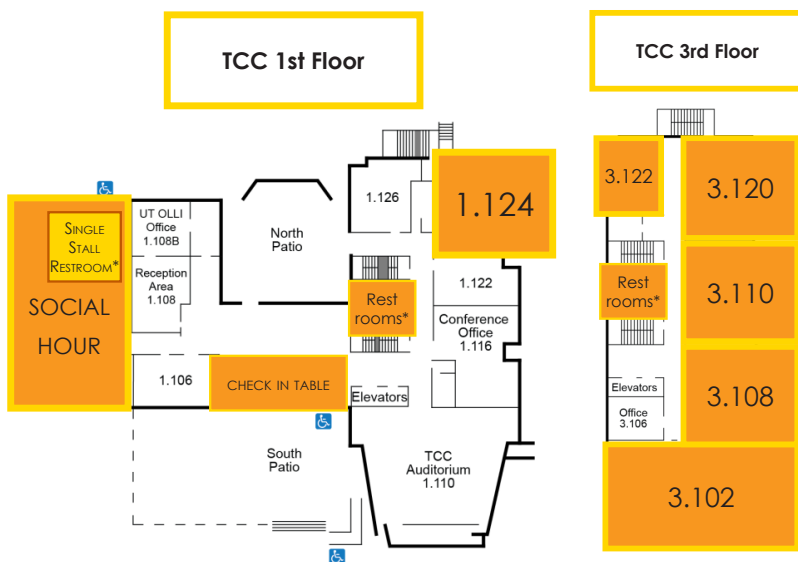 TCC 1st Floor
TCC 3rd Floor
1.126
1.124
3.122
3.120
UT OLLI
Office
1.108B
SINGLE
STALL
RESTROOM*
North
Patio
Reception
Area
1.108
1.122
Rest
rooms*
Rest
rooms*
3.110
SOCIAL
HOUR
Conference
Office
1.116
1.106
CHECK IN TABLE
Elevators
Elevators
Office
3.106
3.108
South
Patio
TCC
Auditorium
1.110
3.102